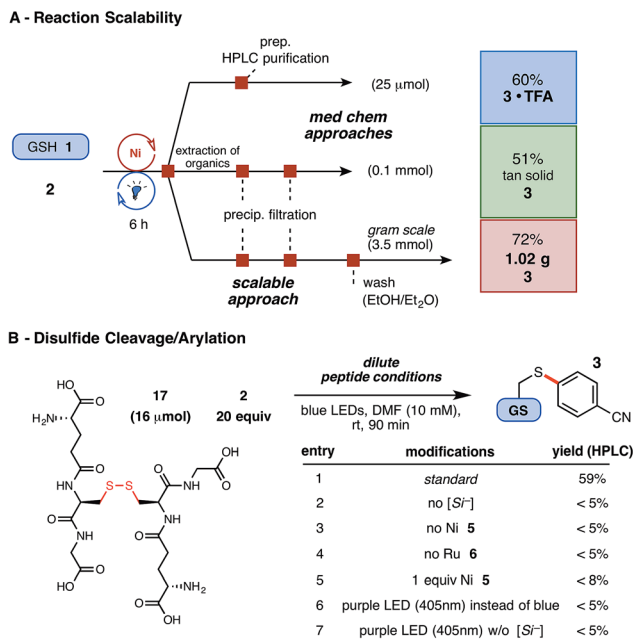 A - Reaction Scalability
prep.
HPLC purification
(25 μmol)
60%
3 • TFA
med chem
approaches
GSH 1
Ni
extraction of
organics
(0.1 mmol)
51%
tan solid
3
2
6 h
precip. filtration
gram scale
(3.5 mmol)
72%
1.02 g
3
scalable
approach
wash
(EtOH/Et2O)
B - Disulfide Cleavage/Arylation
17
(16 μmol)
2
20 equiv
dilute
peptide conditions
blue LEDs, DMF (10 mM),
rt, 90 min
3
S
GS
CN
HO
O
H2N
O
HN
S–S
O
NH
O
HO
O
HN
OH
O
NH
O
NH2
O
OH
entry modifications yield (HPLC)
1 standard 59%
2 no [Si–] < 5%
3 no Ni 5 < 5%
4 no Ru 6 < 5%
5 1 equiv Ni 5 < 8%
6 purple LED (405nm) instead of blue < 5%
7 purple LED (405nm) w/o [Si–] < 5%